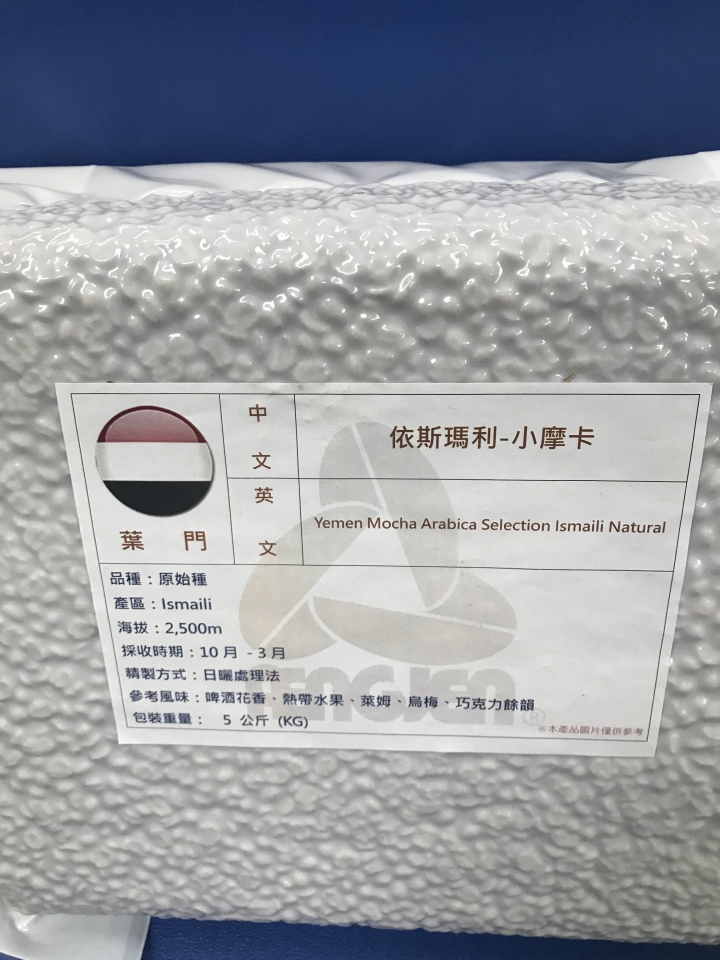 葉 門
中文
依斯瑪利-小摩卡
英文
Yemen Mocha Arabica Selection Ismaili Natural
品種：原始種
產區：Ismaili
海拔：2,500m
採收時期：10 月 - 3 月
精製方式：日曬處理法
參考風味：啤酒花香、熱帶水果、萊姆、烏梅、巧克力餘韻
包裝重量： 5 公斤 (KG)
FENGJEN ®
※本產品圖片僅供參考